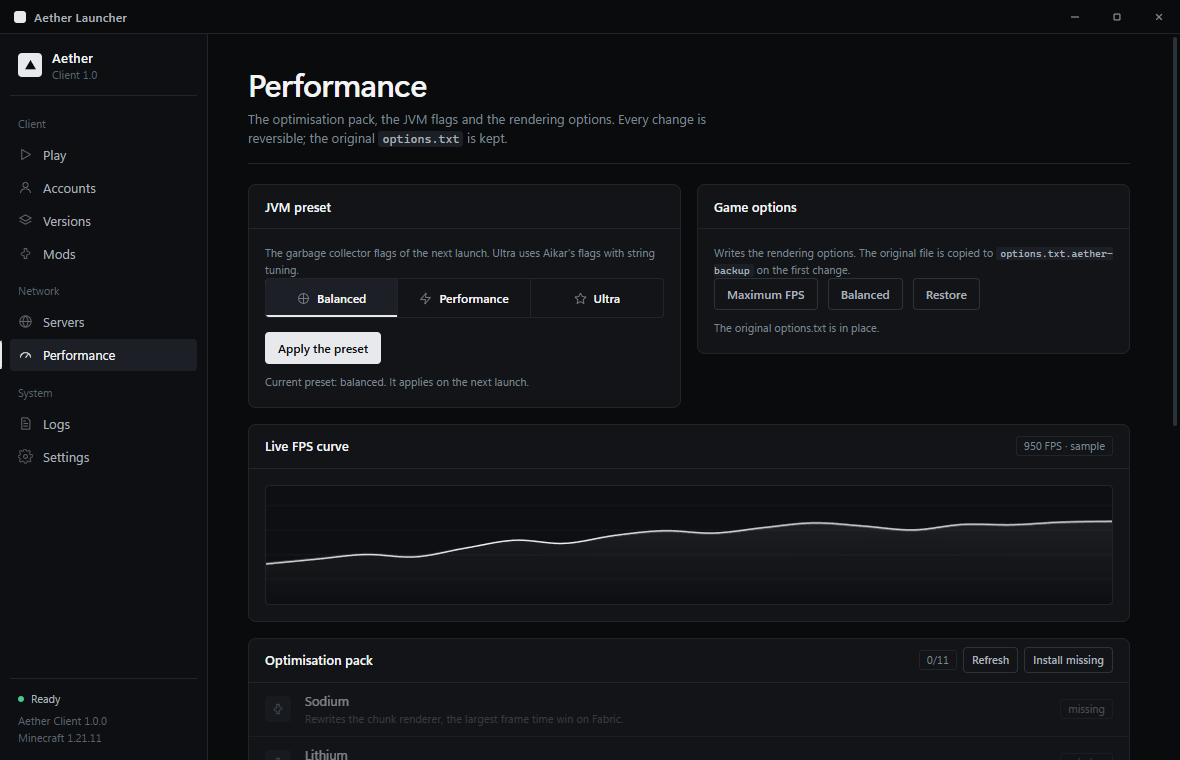 Aether Launcher
Aether
Client 1.0
Client
Play
Accounts
Versions
Mods
Network
Servers
Performance
System
Logs
Settings
Ready
Aether Client 1.0.0
Minecraft 1.21.11
Performance
The optimisation pack, the JVM flags and the rendering options. Every change is
reversible; the original options.txt is kept.
JVM preset
The garbage collector flags of the next launch. Ultra uses Aikar's flags with string
tuning.
Balanced
Performance
Ultra
Apply the preset
Current preset: balanced. It applies on the next launch.
Game options
Writes the rendering options. The original file is copied to options.txt.aether-
backup on the first change.
Maximum FPS
Balanced
Restore
The original options.txt is in place.
Live FPS curve
950 FPS · sample
Optimisation pack
0/11
Refresh
Install missing
Sodium
Rewrites the chunk renderer, the largest frame time win on Fabric.
missing
Lithium